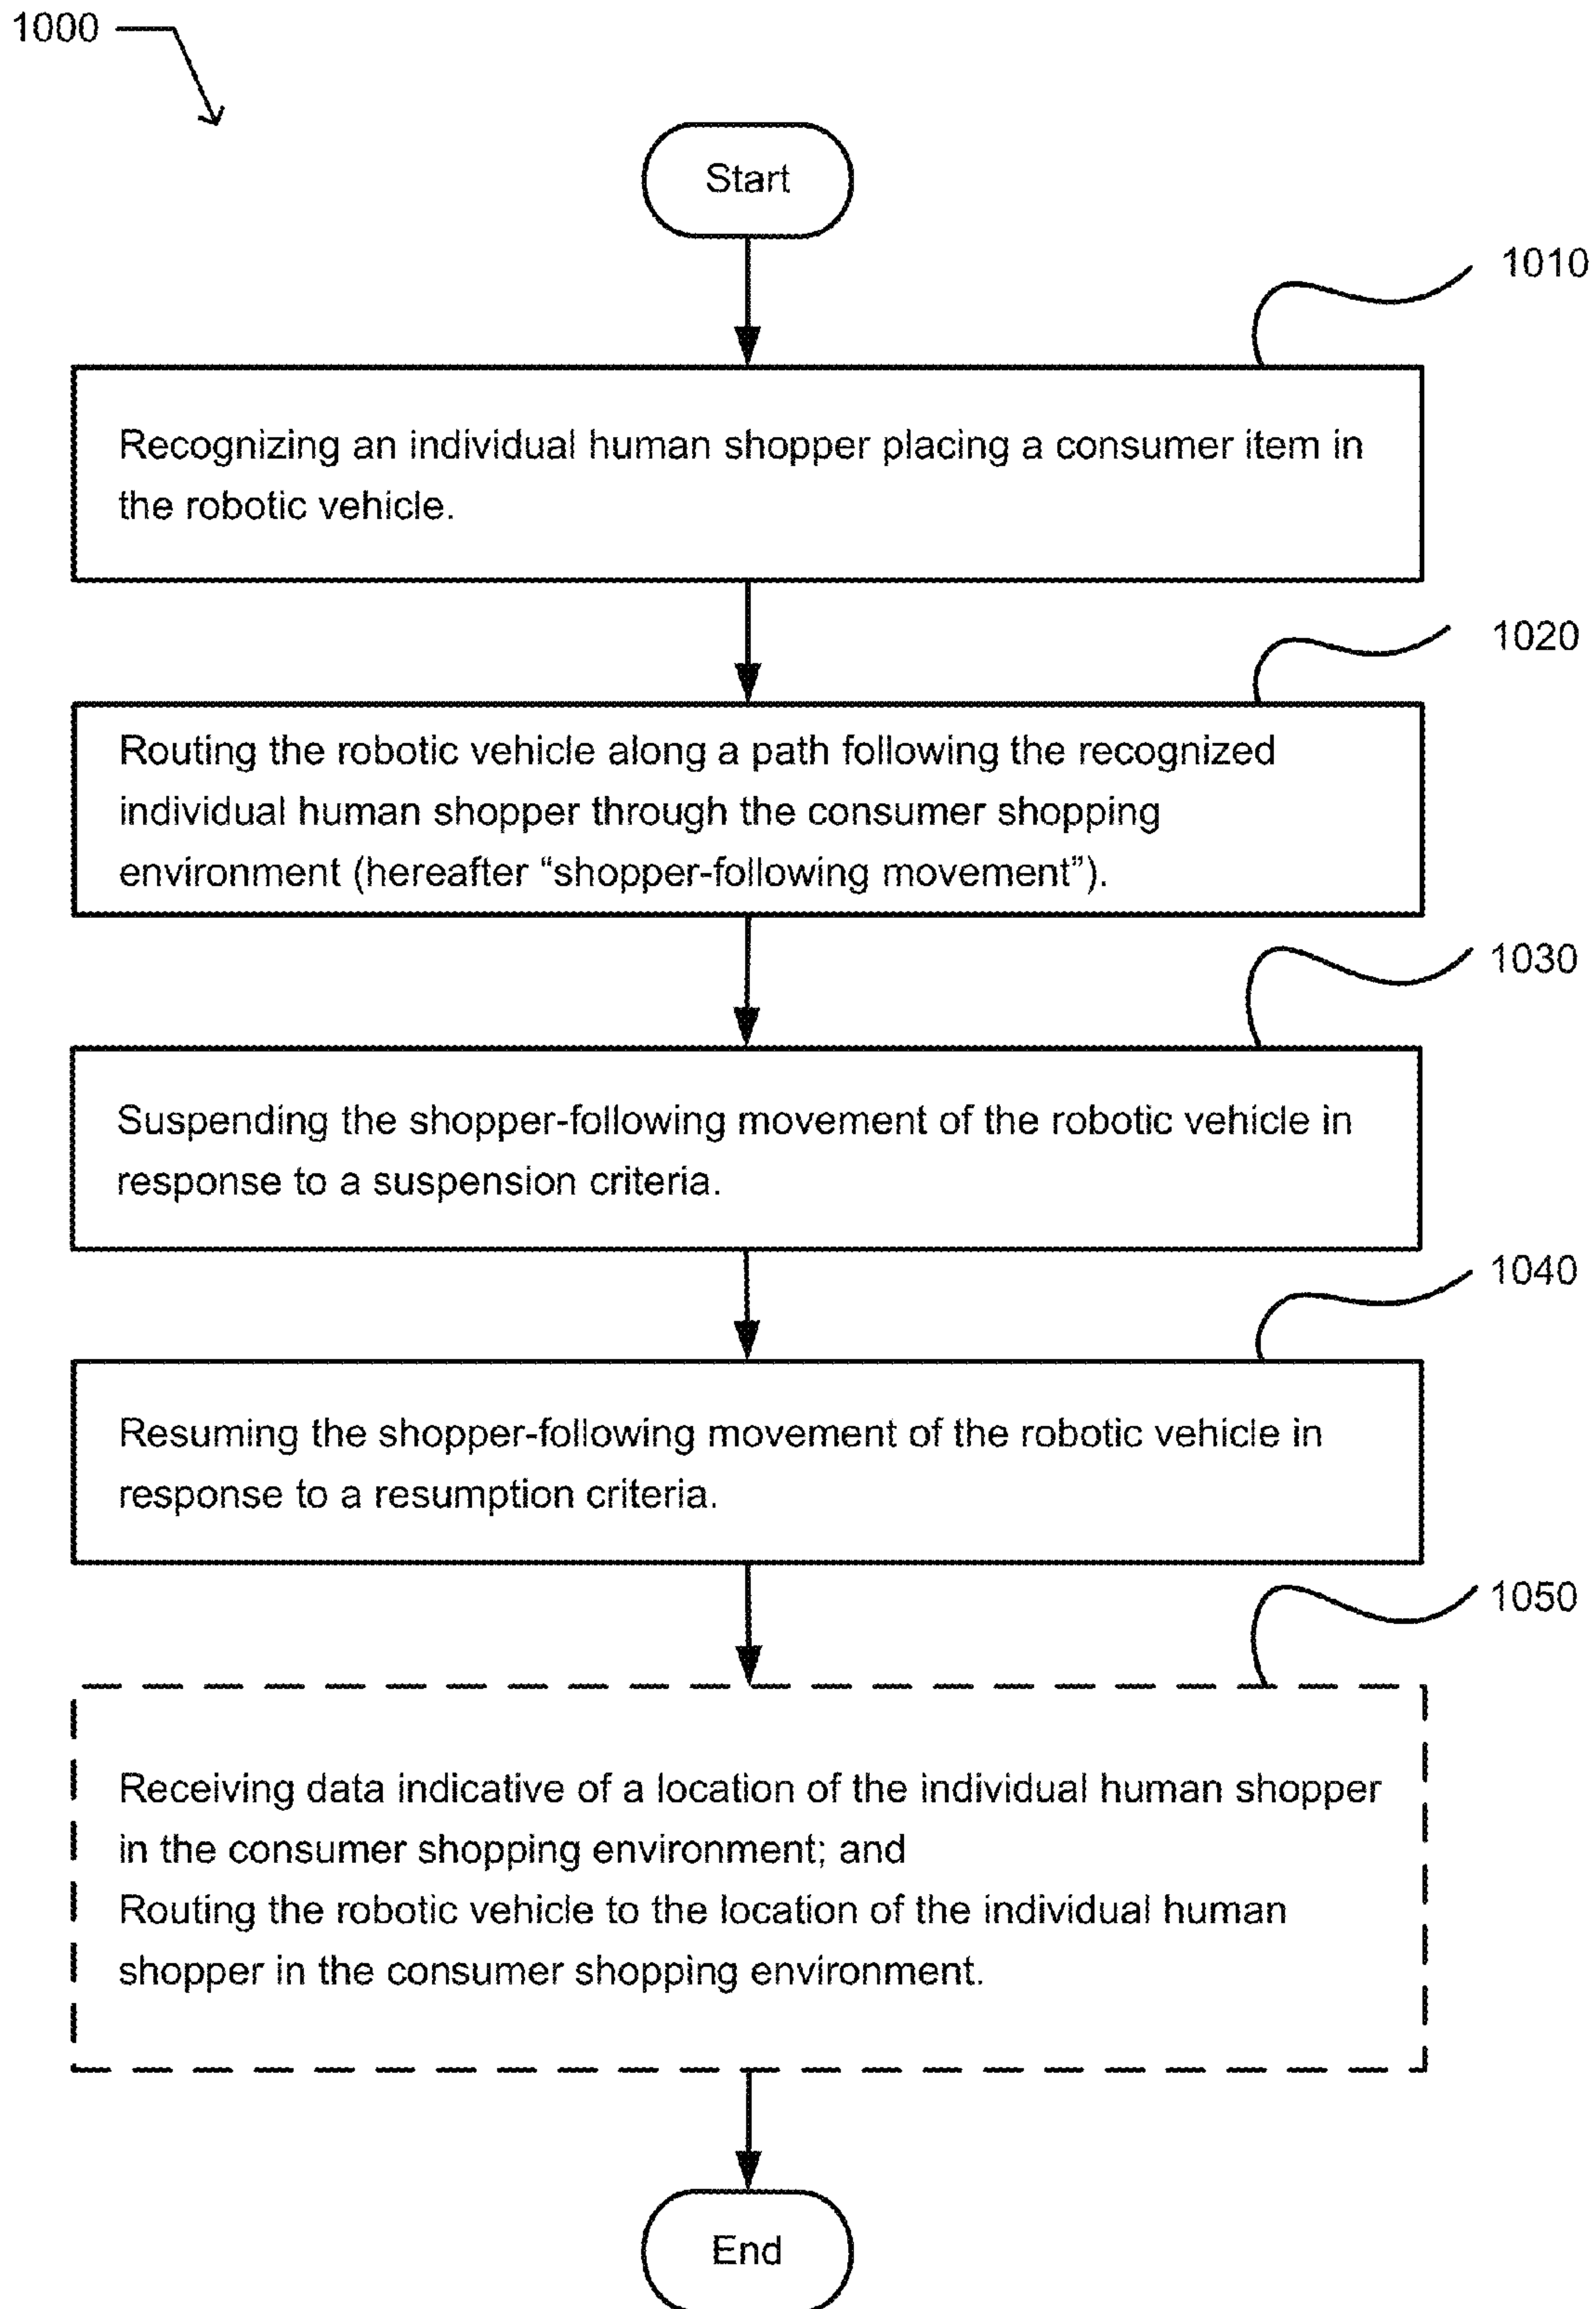 1000
Start
1010
Recognizing an individual human shopper placing a consumer item in
the robotic vehicle.
1020
Routing the robotic vehicle along a path following the recognized
individual human shopper through the consumer shopping
environment (hereafter “shopper-following movement”).
1030
Suspending the shopper-following movement of the robotic vehicle in
response to a suspension criteria.
1040
Resuming the shopper-following movement of the robotic vehicle in
response to a resumption criteria.
1050
Receiving data indicative of a location of the individual human shopper
in the consumer shopping environment; and
Routing the robotic vehicle to the location of the individual human
shopper in the consumer shopping environment.
End